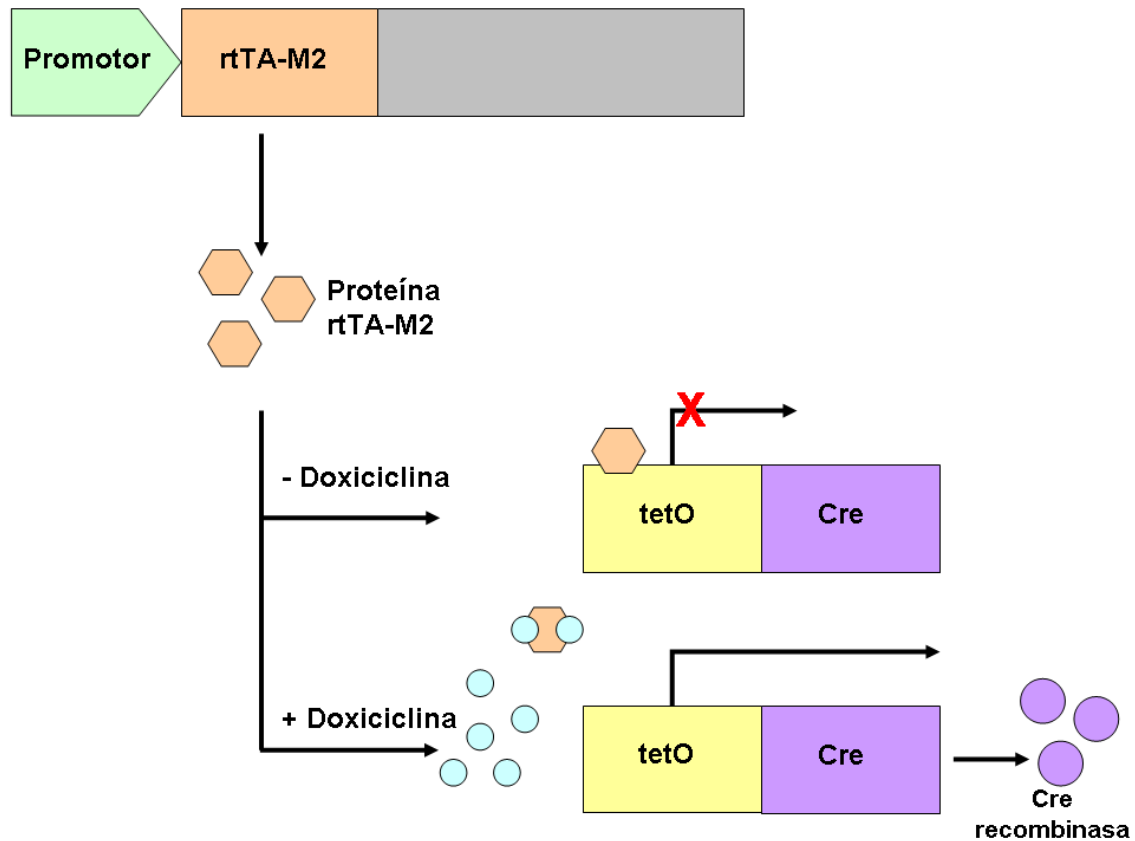 Promotor
rtTA-M2
Proteína
rtTA-M2
X
- Doxiciclina
tetO
Cre
+ Doxiciclina
tetO
Cre
Cre
recombinasa